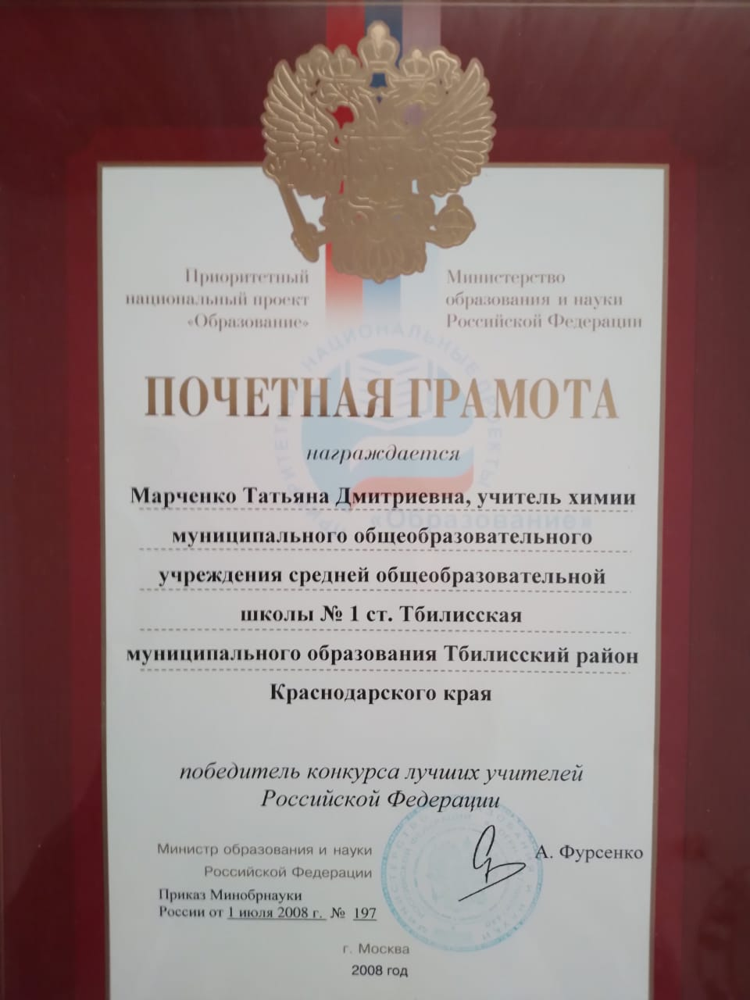 Приоритетный
национальный проект
«Образование»
Министерство
образования и науки
Российской Федерации
ПОЧЕТНАЯ ГРАМОТА
награждается
Марченко Татьяна Дмитриевна, учитель химии
«Образование»
муниципального общеобразовательного
учреждения средней общеобразовательной
школы № 1 ст. Тбилисская
муниципального образования Тбилисский район
Краснодарского края
победитель конкурса лучших учителей
Российской Федерации
Министр образования и науки
Российской Федерации
А. Фурсенко
Приказ Минобрнауки
России от 1 июля 2008 г. № 197
г. Москва
2008 год